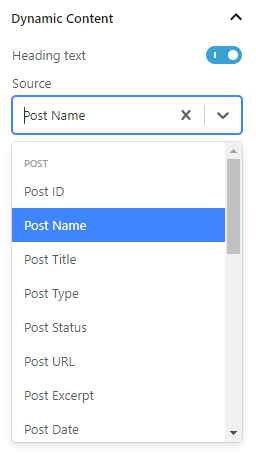 Dynamic Content
Heading text
Source
Post Name
POST
Post ID
Post Name
Post Title
Post Type
Post Status
Post URL
Post Excerpt
Post Date